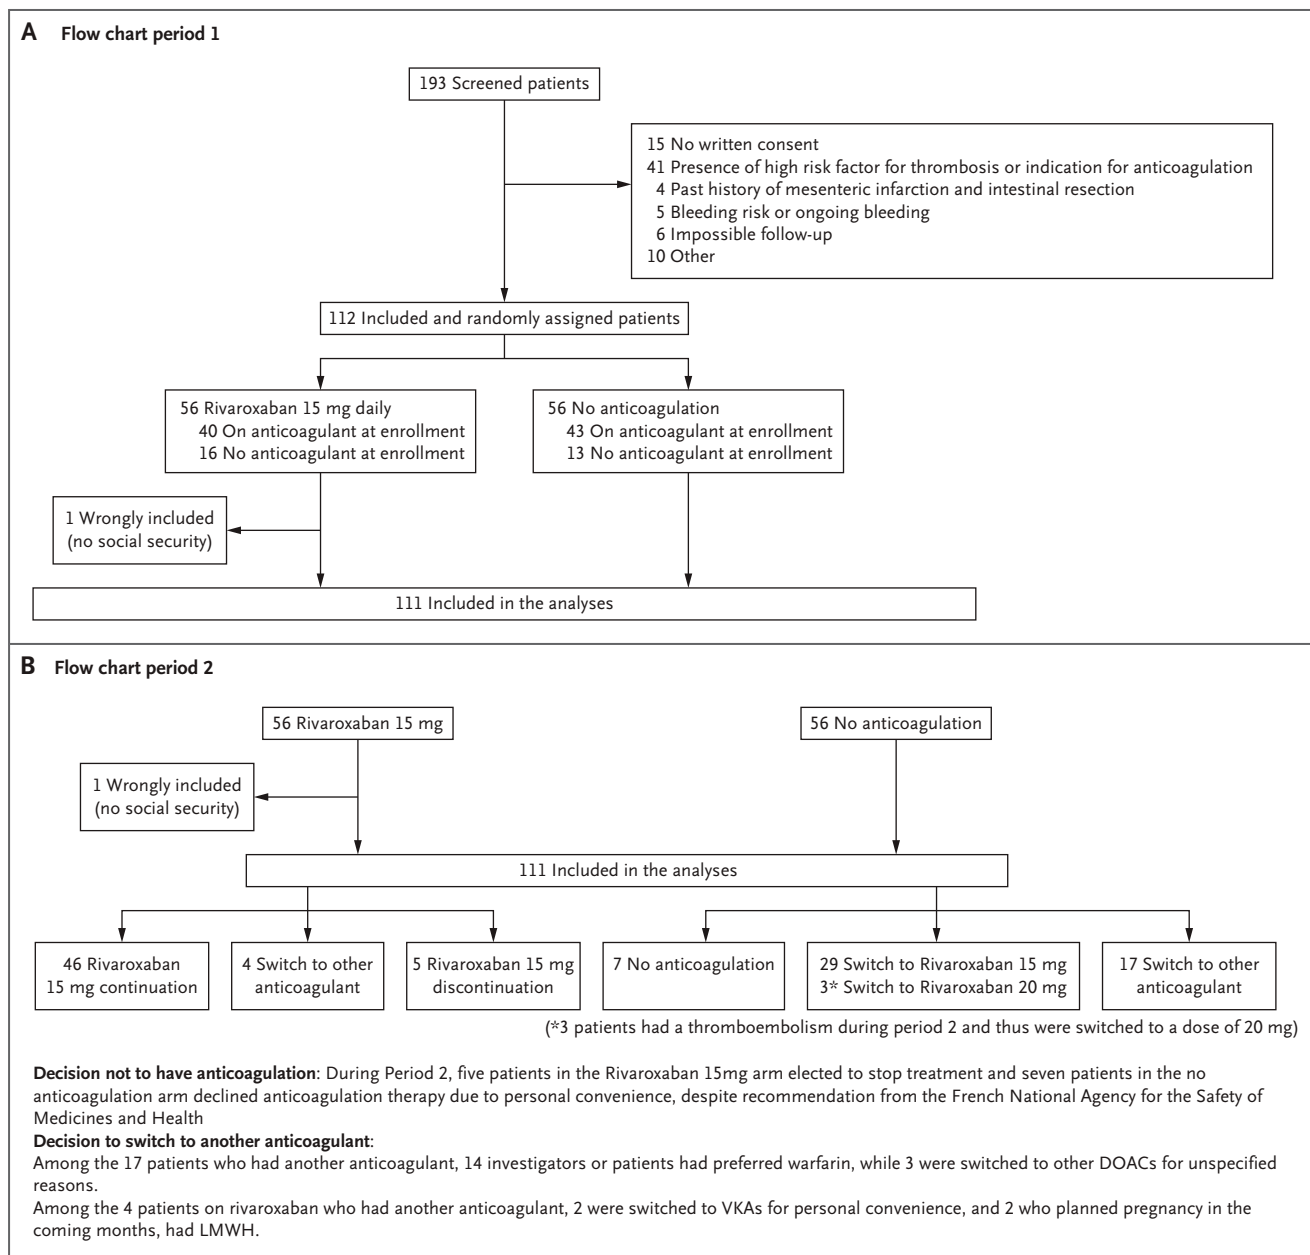 A Flow chart period 1
193 Screened patients
15 No written consent
41 Presence of high risk factor for thrombosis or indication for anticoagulation
4 Past history of mesenteric infarction and intestinal resection
5 Bleeding risk or ongoing bleeding
6 Impossible follow-up
10 Other
112 Included and randomly assigned patients
56 Rivaroxaban 15 mg daily
40 On anticoagulant at enrollment
16 No anticoagulant at enrollment
56 No anticoagulation
43 On anticoagulant at enrollment
13 No anticoagulant at enrollment
1 Wrongly included
(no social security)
111 Included in the analyses
B Flow chart period 2
56 Rivaroxaban 15 mg
56 No anticoagulation
1 Wrongly included
(no social security)
111 Included in the analyses
46 Rivaroxaban
15 mg continuation
4 Switch to other
anticoagulant
5 Rivaroxaban 15 mg
discontinuation
7 No anticoagulation
29 Switch to Rivaroxaban 15 mg
3* Switch to Rivaroxaban 20 mg
17 Switch to other
anticoagulant
(*3 patients had a thromboembolism during period 2 and thus were switched to a dose of 20 mg)
Decision not to have anticoagulation: During Period 2, five patients in the Rivaroxaban 15mg arm elected to stop treatment and seven patients in the no
anticoagulation arm declined anticoagulation therapy due to personal convenience, despite recommendation from the French National Agency for the Safety of
Medicines and Health
Decision to switch to another anticoagulant:
Among the 17 patients who had another anticoagulant, 14 investigators or patients had preferred warfarin, while 3 were switched to other DOACs for unspecified
reasons.
Among the 4 patients on rivaroxaban who had another anticoagulant, 2 were switched to VKAs for personal convenience, and 2 who planned pregnancy in the
coming months, had LMWH.